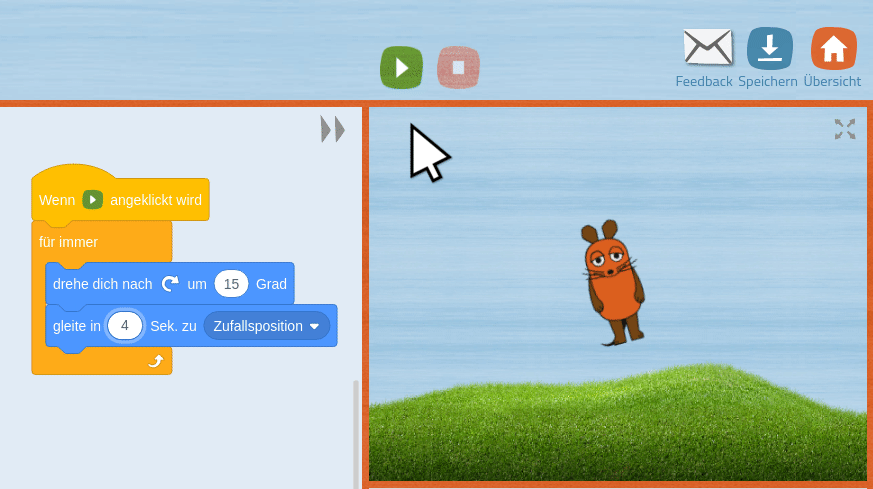 Feedback Speichern Übersicht
Wenn angeklickt wird
für immer
drehe dich nach um 15 Grad
gleite in 4 Sek. zu Zufallsposition